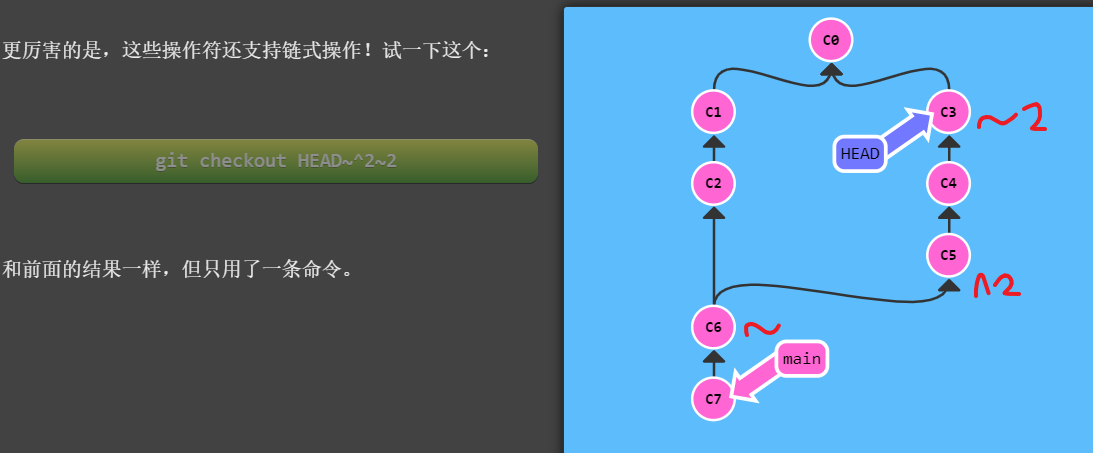 更厉害的是，这些操作符还支持链式操作！试一下这个：
git checkout HEAD~^2~2
和前面的结果一样，但只用了一条命令。
C0
C1
C3
~2
HEAD
C2
C4
C5
^2
C6
~
main
C7